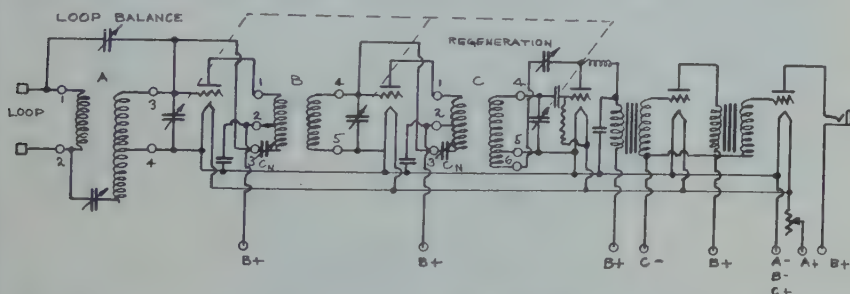 LOOP BALANCE
REGENERATION
A
B
C
LOOP
1
2
3
4
1
2
3
CN
4
5
1
2
3
CN
4
5
6
B+
B+
B+
C-
B+
A-
B-
C+
A+
B+